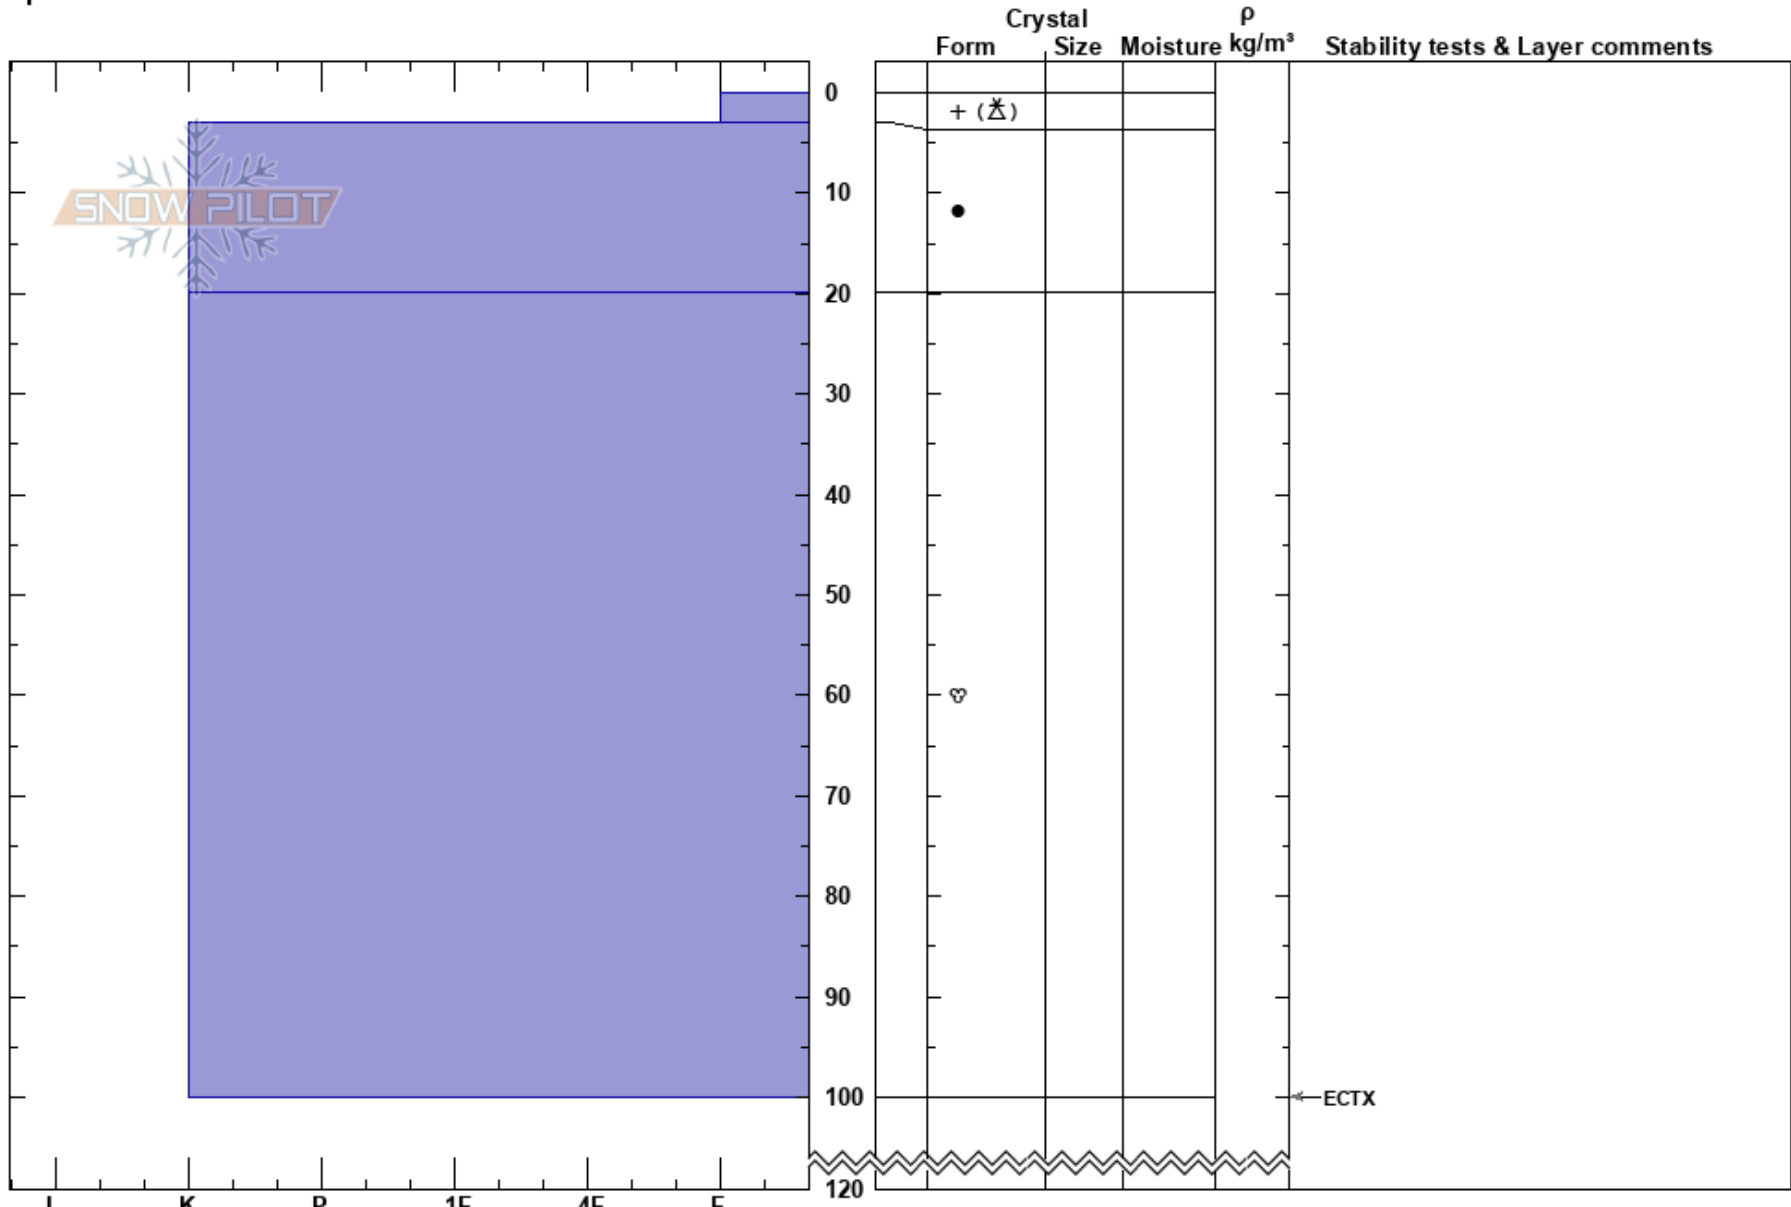 Crystal
ρ
Form Size Moisture kg/m³ Stability tests & Layer comments
0
+ ( )
10
SNOW PILOT
20
30
40
50
60
70
80
90
100
ECTX
120
I K P 1F 4F F